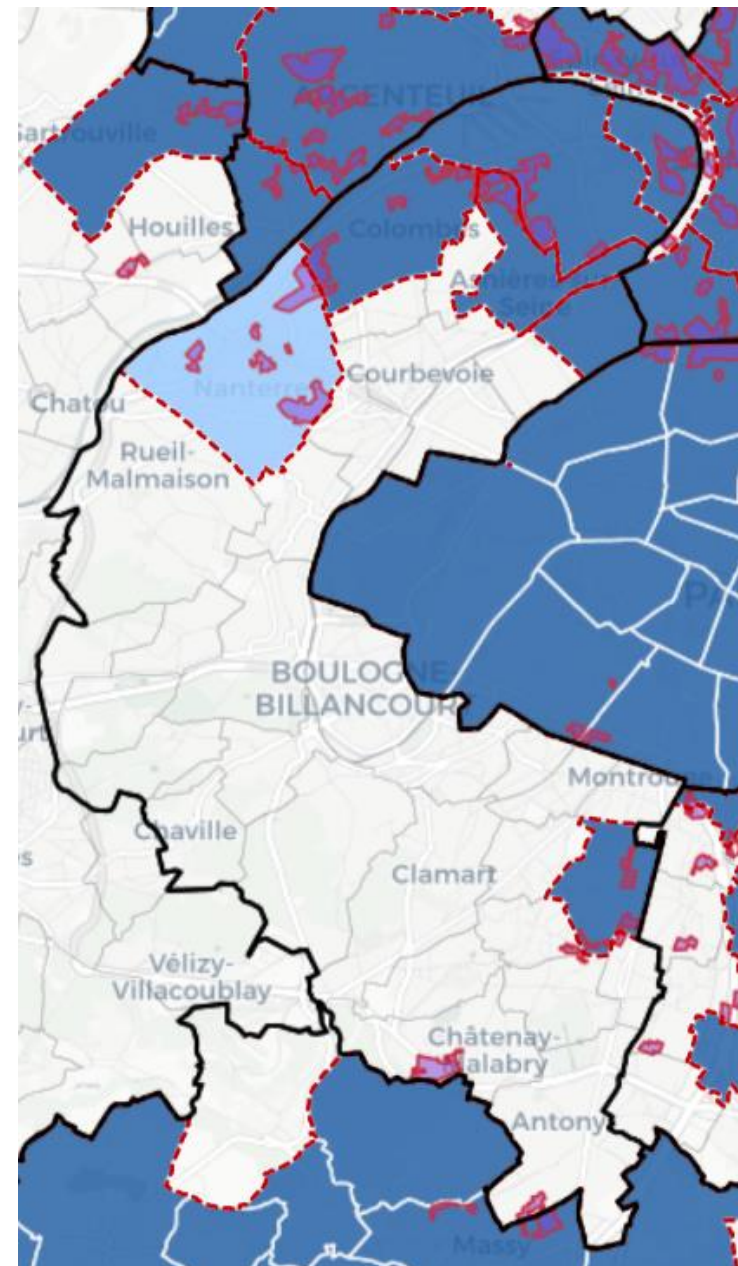 ARGENTEUIL
Sartrouville
Houilles
Colombes
Asnières-sur-
Seine
Courbevoie
Nanterre
Chatou
Rueil-
Malmaison
PA
BOULOGNE
BILLANCOURT
Montrouge
Chaville
Clamart
Vélizy-
Villacoublay
Châtenay-
Malabry
Antony
Massy